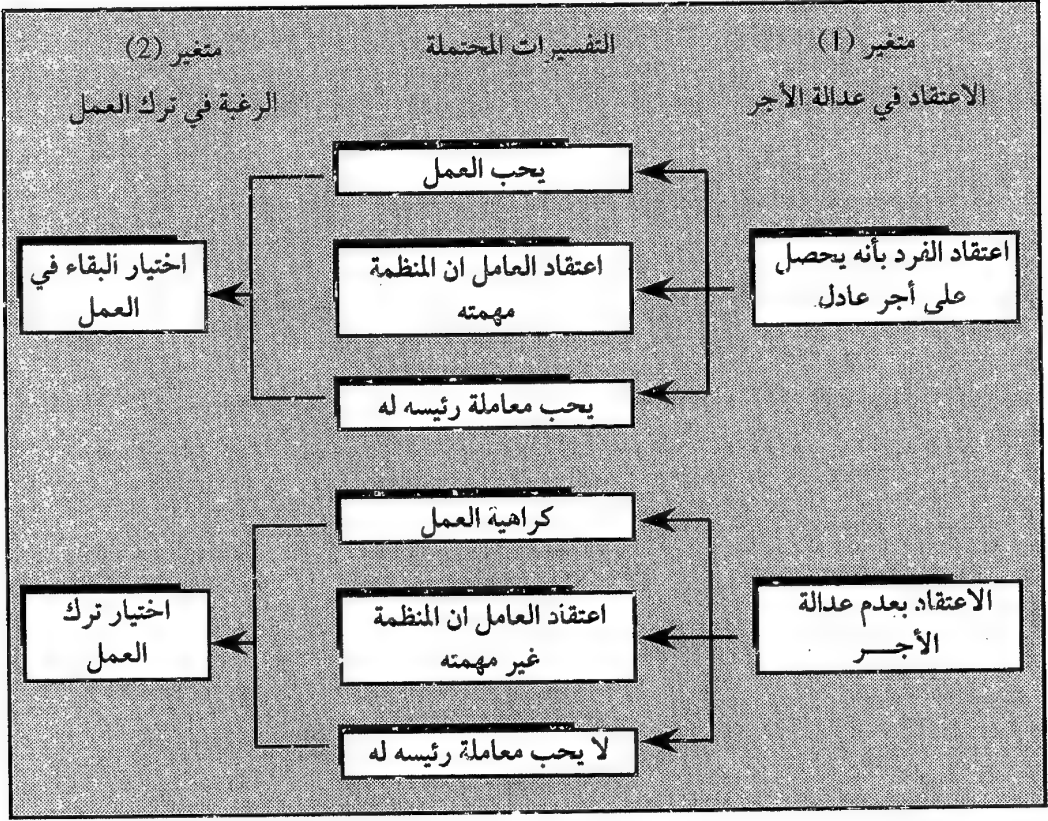 متغير (1)
الاعتقاد في عدالة الأجر
التفسيرات المحتملة
متغير (2)
الرغبة في ترك العمل
اعتقاد الفرد بأنه يحصل
على أجر عادل
يحب العمل
اعتقاد العامل ان المنظمة
مهمته
يحب معاملة رئيسه له
اختيار البقاء في
العمل
الاعتقاد بعدم عدالة
الأجـــر
كراهية العمل
اعتقاد العامل ان المنظمة
غير مهمته
لا يحب معاملة رئيسه له
اختيار ترك
العمل